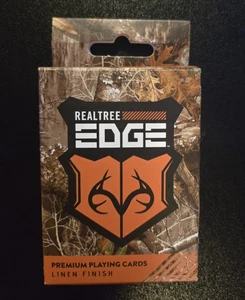 REALTREE
EDGE
PREMIUM PLAYING CARDS
LINEN FINISH